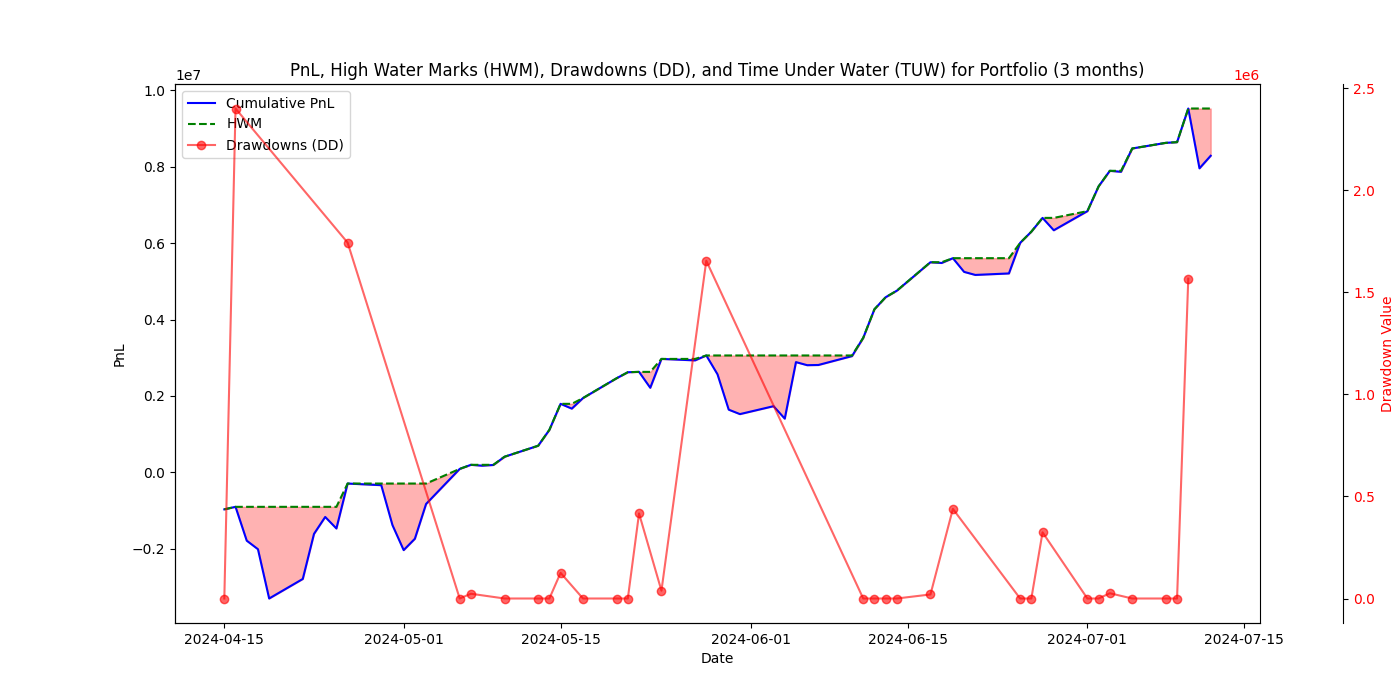 PnL, High Water Marks (HWM), Drawdowns (DD), and Time Under Water (TUW) for Portfolio (3 months)
1e7
1e6
Cumulative PnL
HWM
Drawdowns (DD)
1.0
0.8
0.6
0.4
0.2
0.0
−0.2
PnL
2.5
2.0
1.5
1.0
0.5
0.0
Drawdown Value
2024-04-15 2024-05-01 2024-05-15 2024-06-01 2024-06-15 2024-07-01 2024-07-15
Date